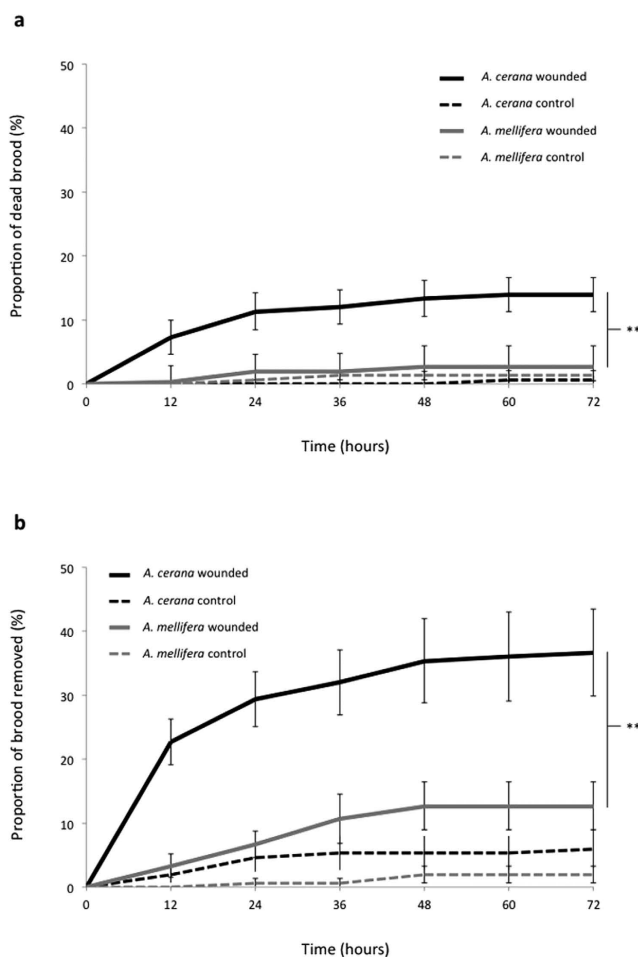 a
50
40
30
20
10
0
Proportion of dead brood (%)
A. cerana wounded
A. cerana control
A. mellifera wounded
A. mellifera control
**
0 12 24 36 48 60 72
Time (hours)
b
50
40
30
20
10
0
Proportion of brood removed (%)
A. cerana wounded
A. cerana control
A. mellifera wounded
A. mellifera control
**
0 12 24 36 48 60 72
Time (hours)